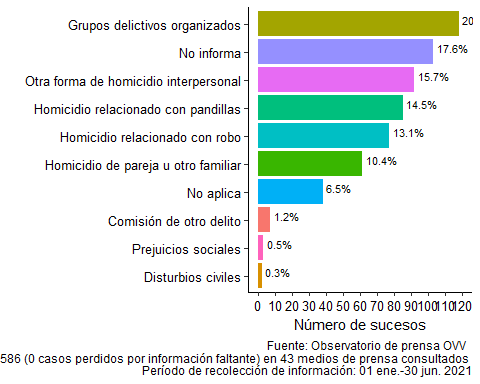 Grupos delictivos organizados 20
No informa 17.6%
Otra forma de homicidio interpersonal 15.7%
Homicidio relacionado con pandillas 14.5%
Homicidio relacionado con robo 13.1%
Homicidio de pareja u otro familiar 10.4%
No aplica 6.5%
Comisión de otro delito 1.2%
Prejuicios sociales 0.5%
Disturbios civiles 0.3%
0 10 20 30 40 50 60 70 80 90 100 110 120
Número de sucesos
Fuente: Observatorio de prensa OVV
586 (0 casos perdidos por información faltante) en 43 medios de prensa consultados
Período de recolección de información: 01 ene.-30 jun. 2021